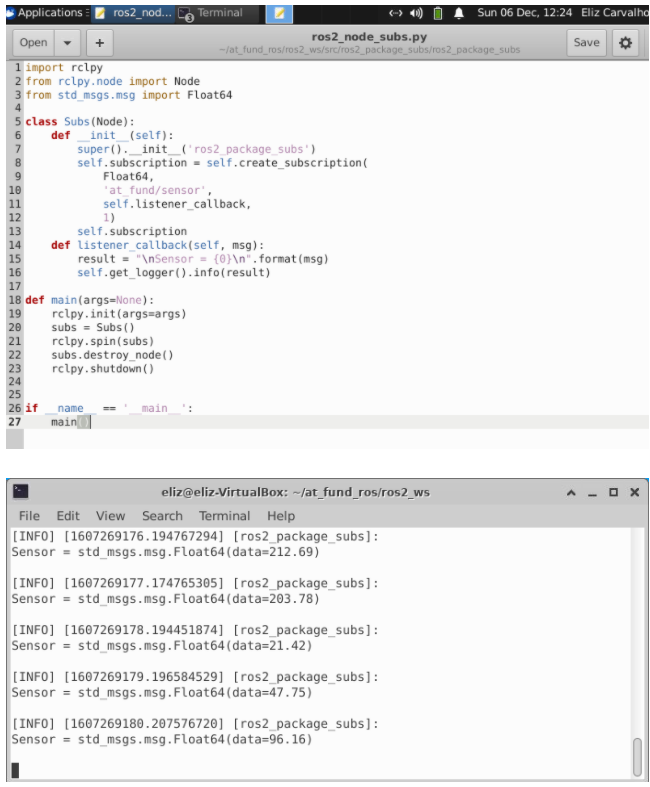 Applications ros2_nod... Terminal Sun 06 Dec, 12:24 Eliz Carvalho
Open + ros2_node_subs.py Save
~/at_fund_ros/ros2_ws/src/ros2_package_subs/ros2_package_subs
1 import rclpy
2 from rclpy.node import Node
3 from std_msgs.msg import Float64
4
5 class Subs(Node):
6     def __init__(self):
7         super().__init__('ros2_package_subs')
8         self.subscription = self.create_subscription(
9             Float64,
10             'at_fund/sensor',
11             self.listener_callback,
12             1)
13         self.subscription
14     def listener_callback(self, msg):
15         result = "\nSensor = {0}\n".format(msg)
16         self.get_logger().info(result)
17
18 def main(args=None):
19     rclpy.init(args=args)
20     subs = Subs()
21     rclpy.spin(subs)
22     subs.destroy_node()
23     rclpy.shutdown()
24
25
26 if __name__ == '__main__':
27     main()
eliz@eliz-VirtualBox: ~/at_fund_ros/ros2_ws
File Edit View Search Terminal Help
[INFO] [1607269176.194767294] [ros2_package_subs]:
Sensor = std_msgs.msg.Float64(data=212.69)
[INFO] [1607269177.174765305] [ros2_package_subs]:
Sensor = std_msgs.msg.Float64(data=203.78)
[INFO] [1607269178.194451874] [ros2_package_subs]:
Sensor = std_msgs.msg.Float64(data=21.42)
[INFO] [1607269179.196584529] [ros2_package_subs]:
Sensor = std_msgs.msg.Float64(data=47.75)
[INFO] [1607269180.207576720] [ros2_package_subs]:
Sensor = std_msgs.msg.Float64(data=96.16)